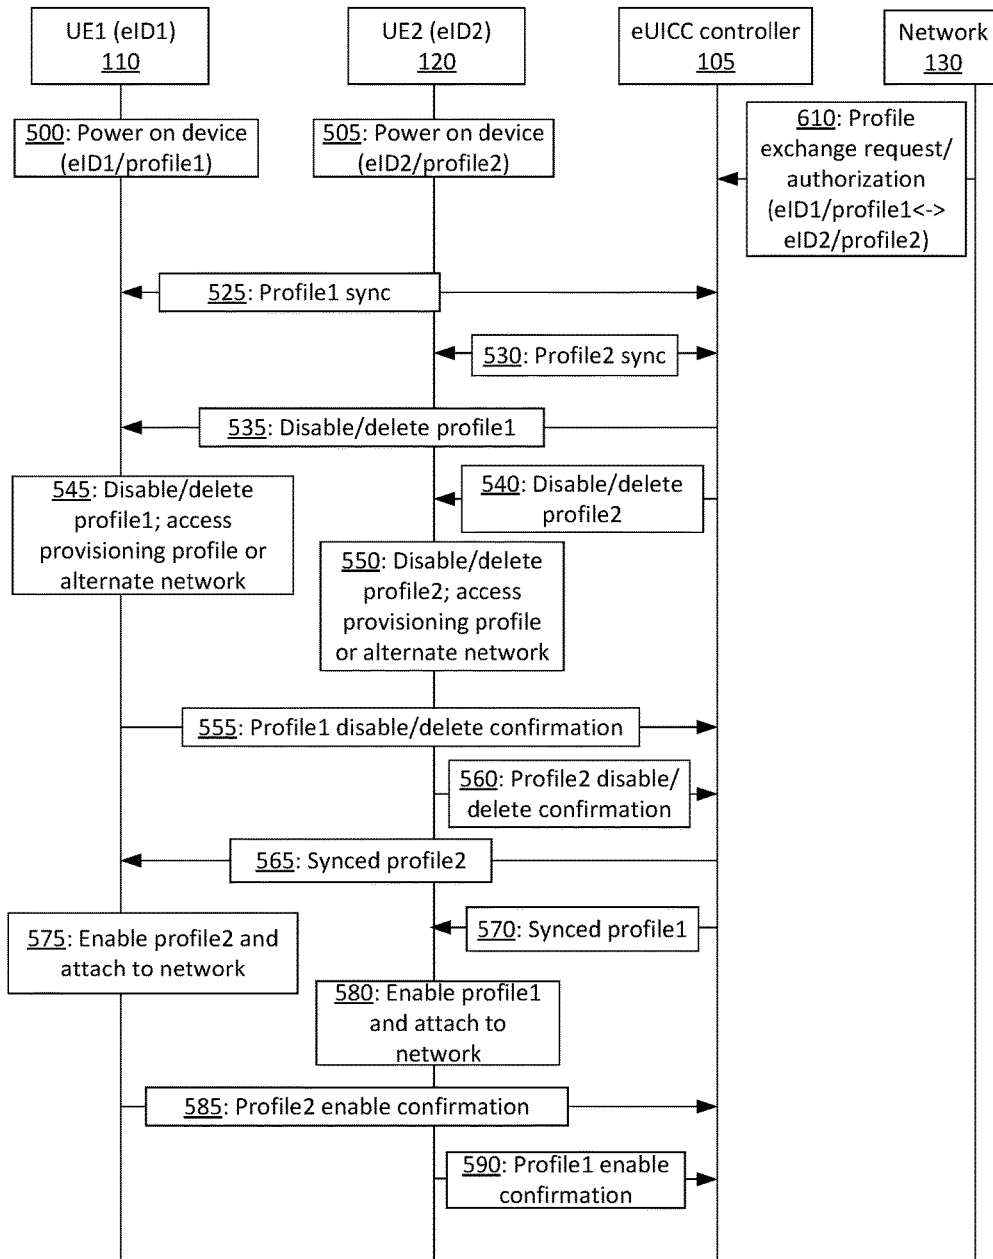 UE1 (eID1)
110
UE2 (eID2)
120
eUICC controller
105
Network
130
500: Power on device
(eID1/profile1)
505: Power on device
(eID2/profile2)
610: Profile
exchange request/
authorization
(eID1/profile1<->
eID2/profile2)
525: Profile1 sync
530: Profile2 sync
535: Disable/delete profile1
540: Disable/delete
profile2
545: Disable/delete
profile1; access
provisioning profile or
alternate network
550: Disable/delete
profile2; access
provisioning profile
or alternate network
555: Profile1 disable/delete confirmation
560: Profile2 disable/
delete confirmation
565: Synced profile2
570: Synced profile1
575: Enable profile2 and
attach to network
580: Enable profile1
and attach to
network
585: Profile2 enable confirmation
590: Profile1 enable
confirmation